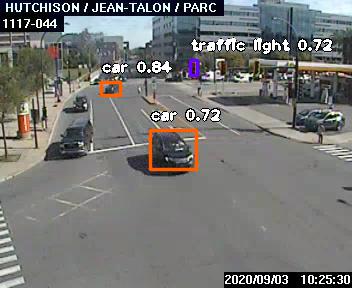 HUTCHISON / JEAN-TALON / PARC
1117-044
traffic light 0.72
car 0.84
car 0.72
2020/09/03 10:25:30